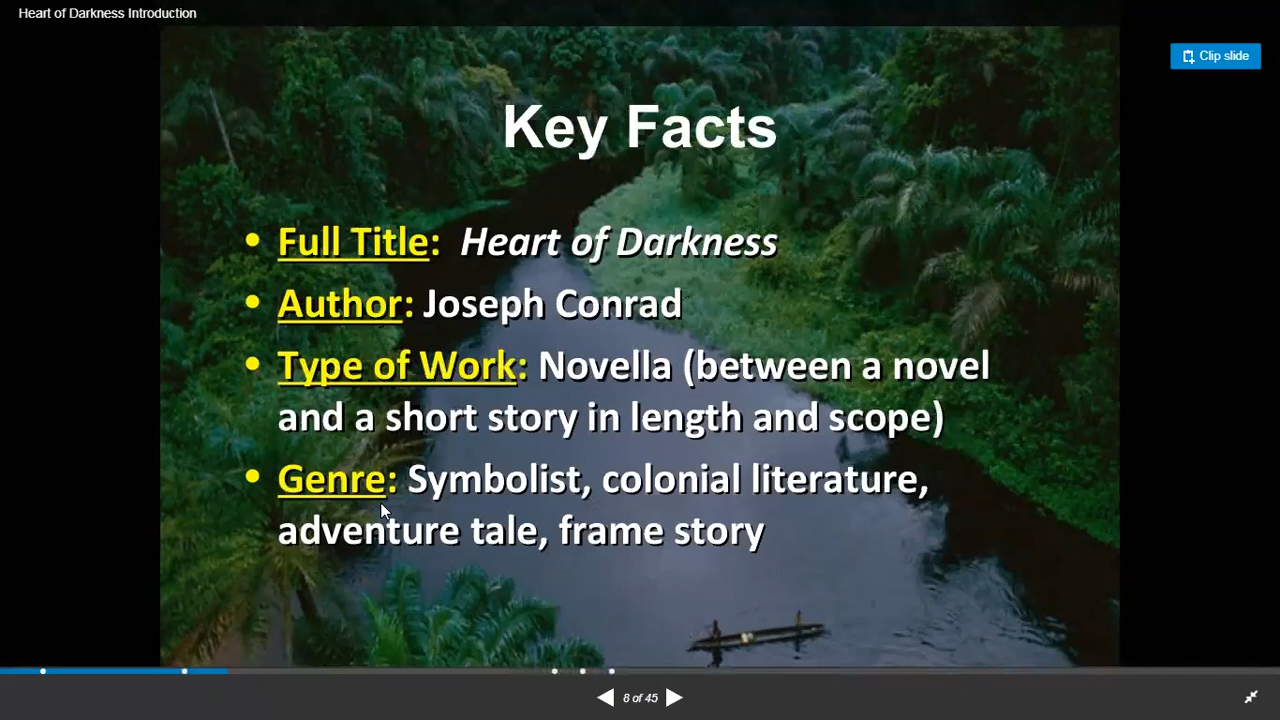 Heart of Darkness Introduction
Clip slide
Key Facts
• Full Title: Heart of Darkness
• Author: Joseph Conrad
• Type of Work: Novella (between a novel
and a short story in length and scope)
• Genre: Symbolist, colonial literature,
adventure tale, frame story
8 of 45